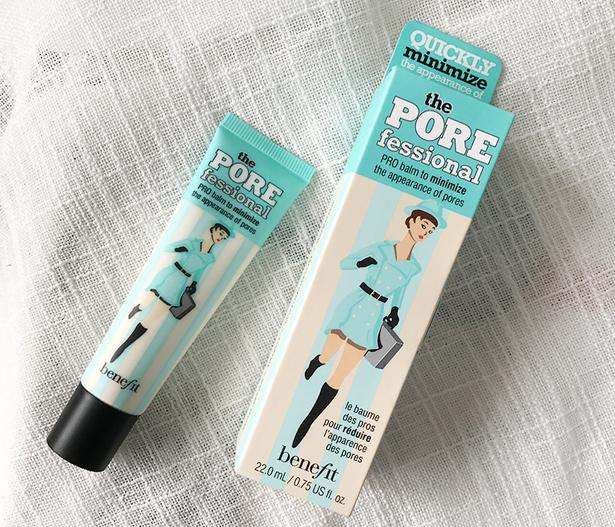 the
PORE
fessional
PRO balm to minimize
the appearance of pores
benefit
QUICKLY
minimize
the appearance of
the
PORE
fessional
PRO balm to minimize
the appearance of pores
le baume
des pros
pour réduire
l'apparence
des pores
benefit
22.0 mL / 0.75 US fl. oz.